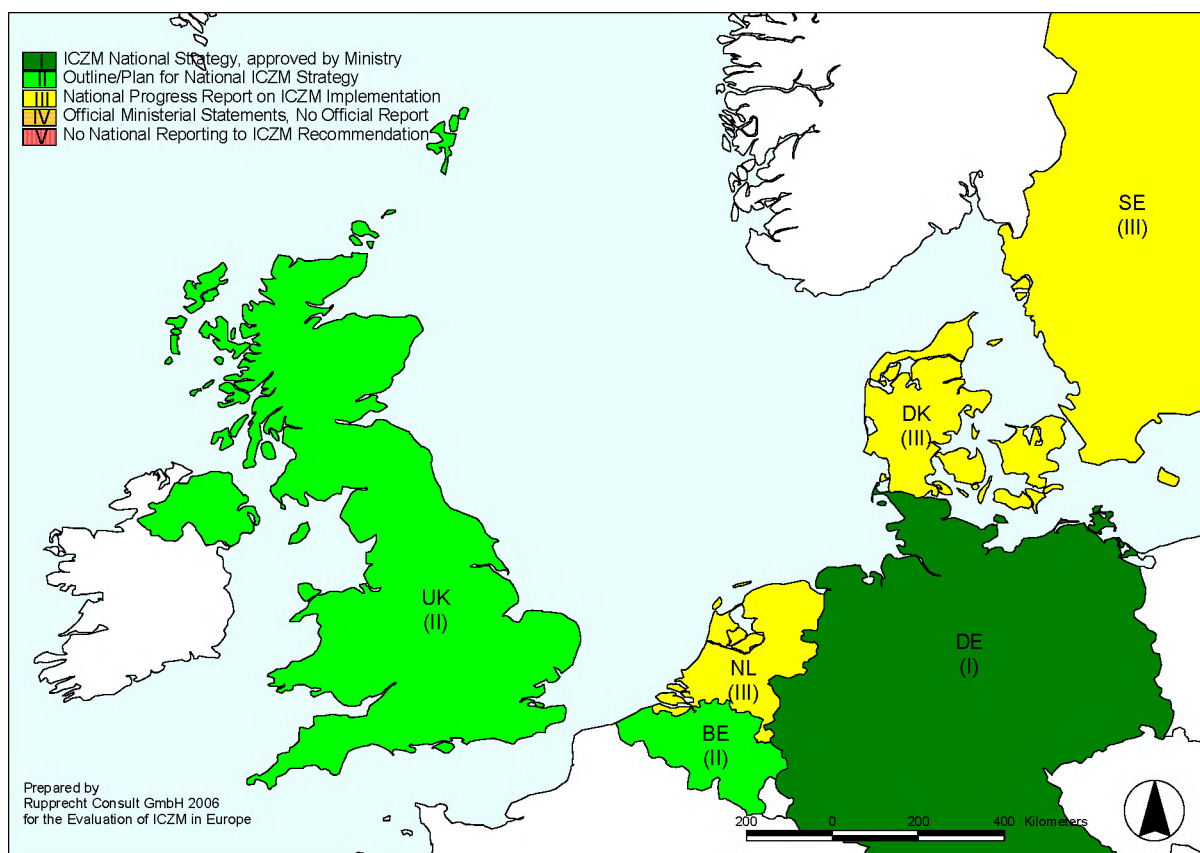 I ICZM National Strategy, approved by Ministry
II Outline/Plan for National ICZM Strategy
III National Progress Report on ICZM Implementation
IV Official Ministerial Statements, No Official Report
V No National Reporting to ICZM Recommendation
SE
(III)
DK
(III)
UK
(II)
DE
(I)
NL
(III)
BE
(II)
Prepared by
Rupprecht Consult GmbH 2006
for the Evaluation of ICZM in Europe
200 0 200 400 Kilometers